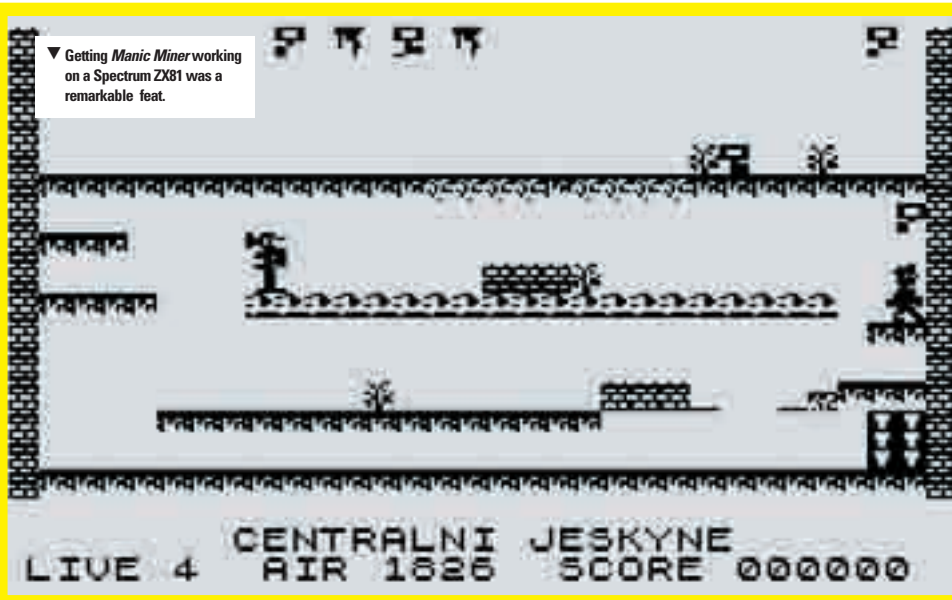 ▼ Getting Manic Miner working
on a Spectrum ZX81 was a
remarkable feat.
CENTRALNI JESKYNE
LIVE 4 AIR 1826 SCORE 000000